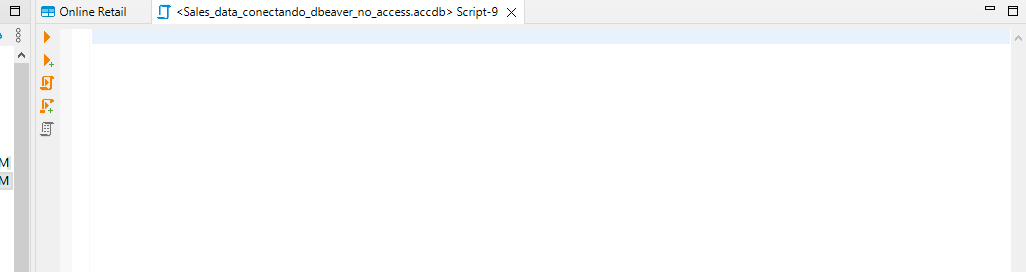 Online Retail
<Sales_data_conectando_dbeaver_no_access.accdb> Script-9
M
M